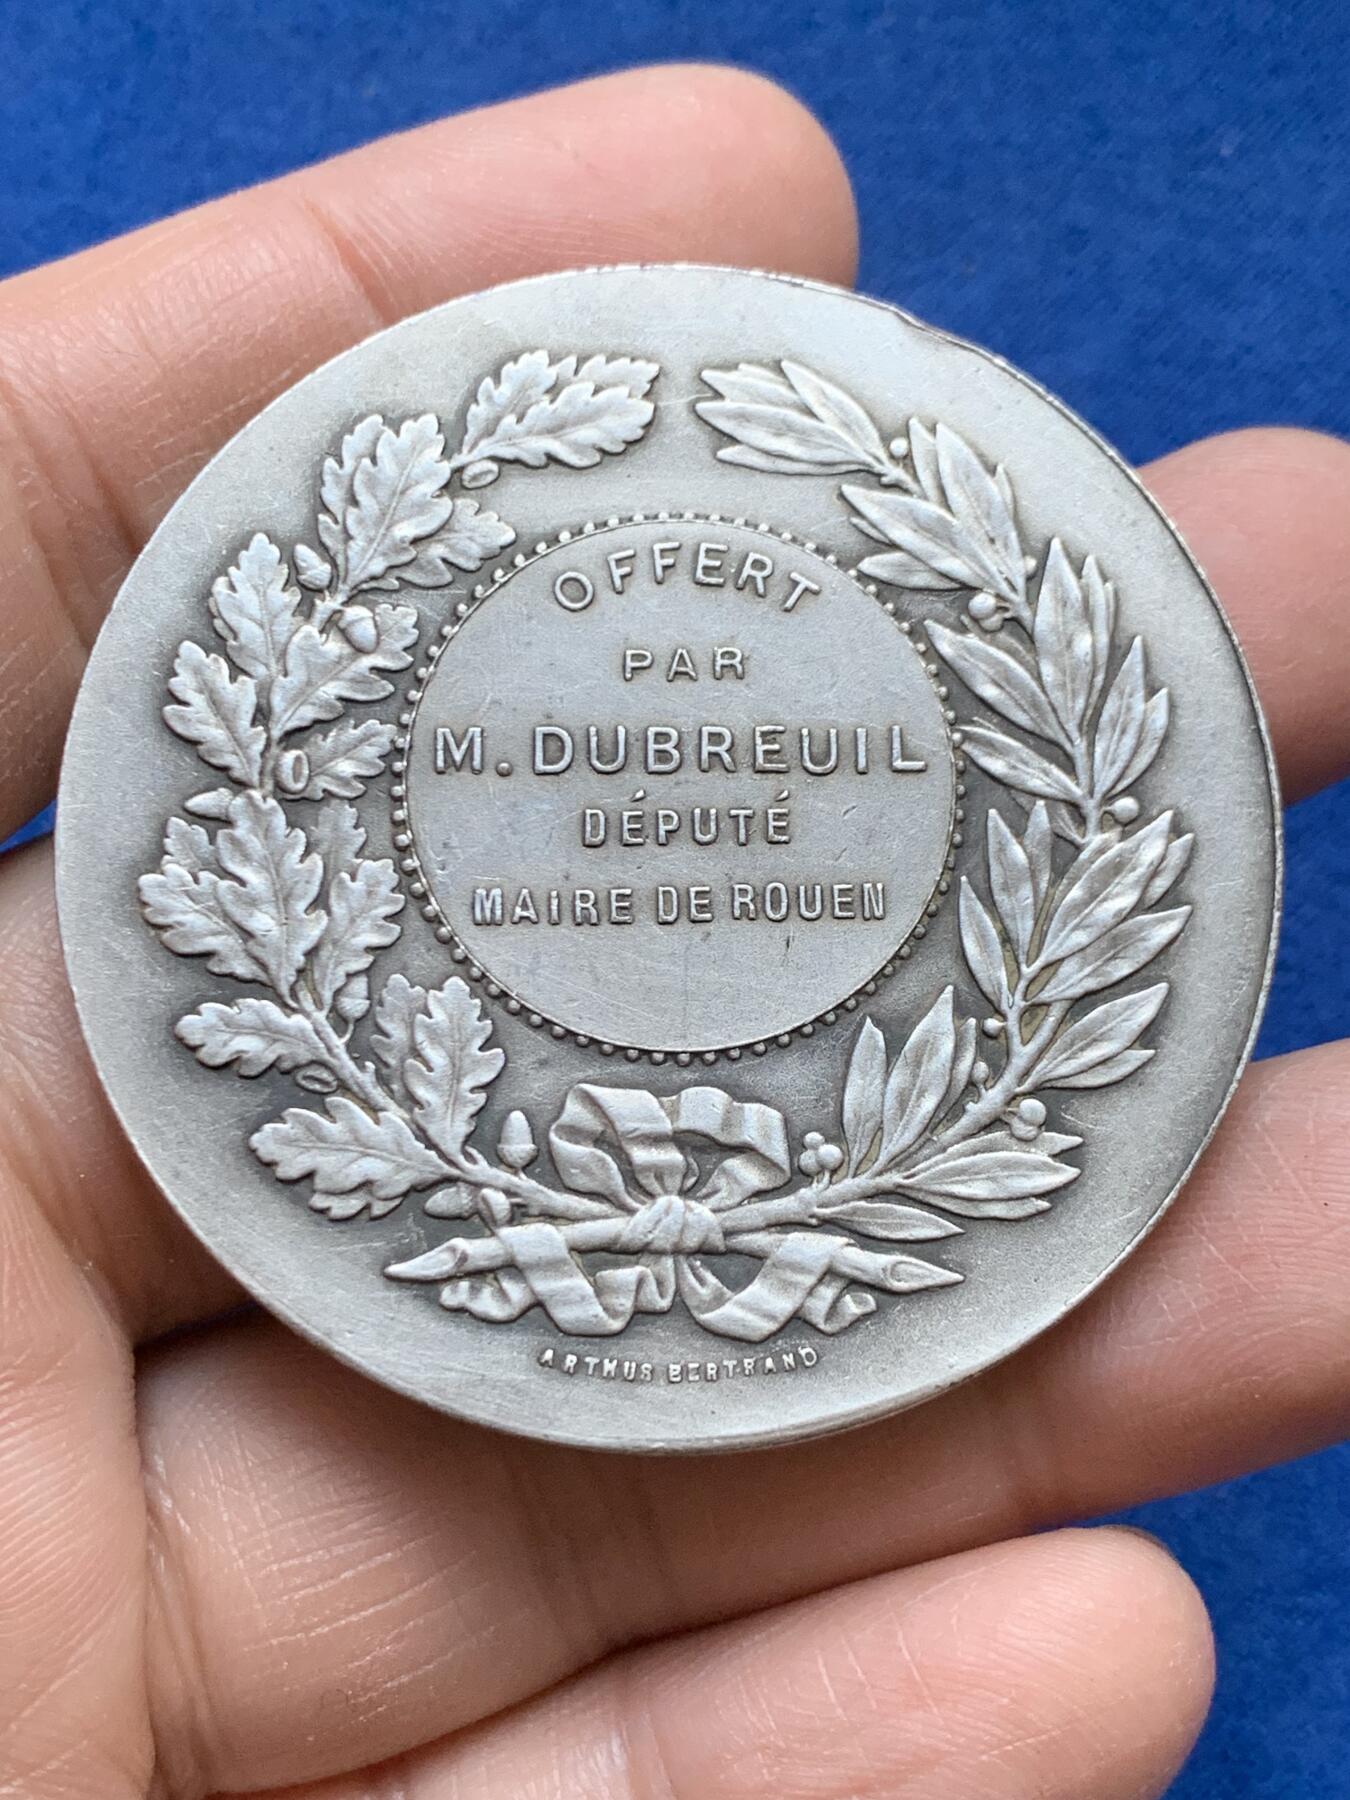 OFFERT
PAR
M. DUBREUIL
DÉPUTÉ
MAIRE DE ROUEN
ARTHUS BERTRAND